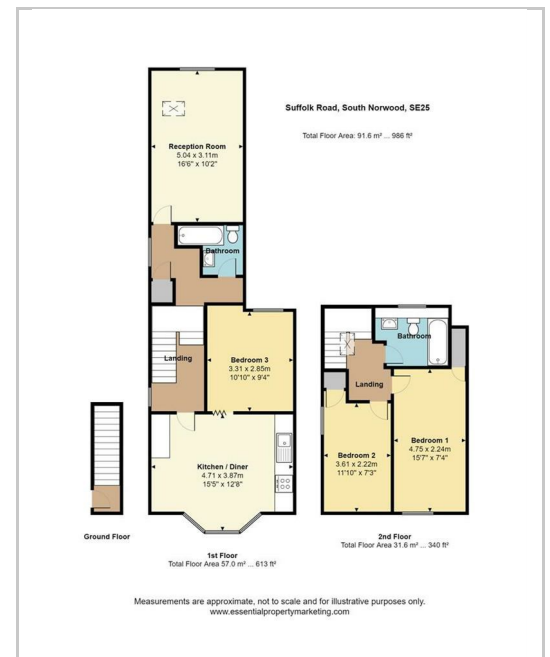 Suffolk Road, South Norwood, SE25
Total Floor Area: 91.6 m² ... 986 ft²
Reception Room
5.04 x 3.11m
16'6" x 10'2"
Bathroom
Landing
Bedroom 3
3.31 x 2.85m
10'10" x 9'4"
Kitchen / Diner
4.71 x 3.87m
15'5" x 12'8"
Bathroom
Landing
Bedroom 1
4.75 x 2.24m
15'7" x 7'4"
Bedroom 2
3.61 x 2.22m
11'10" x 7'3"
Ground Floor
1st Floor
Total Floor Area 57.0 m² ... 613 ft²
2nd Floor
Total Floor Area 31.6 m² ... 340 ft²
Measurements are approximate, not to scale and for illustrative purposes only.
www.essentialpropertymarketing.com